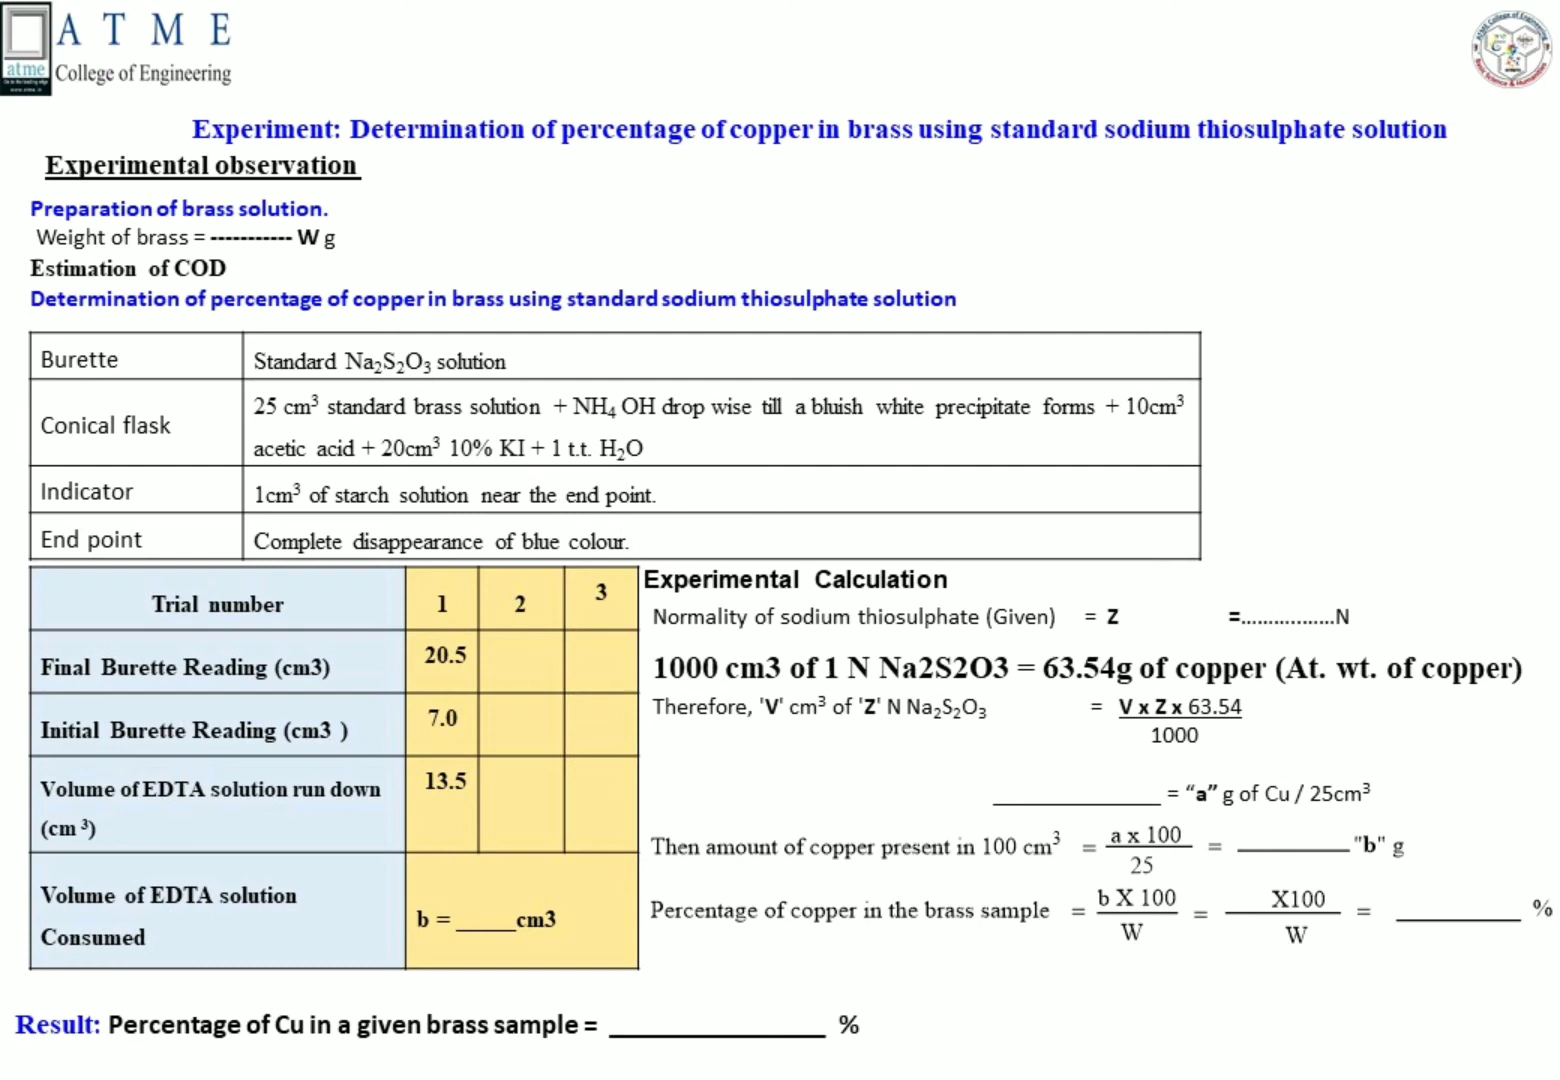 A T M E
College of Engineering
atme
Experiment: Determination of percentage of copper in brass using standard sodium thiosulphate solution
Experimental observation
Preparation of brass solution.
Weight of brass = ----------- W g
Estimation of COD
Determination of percentage of copper in brass using standard sodium thiosulphate solution
Burette Standard Na₂S₂O₃ solution
Conical flask 25 cm³ standard brass solution + NH₄ OH drop wise till a bluish white precipitate forms + 10cm³
acetic acid + 20cm³ 10% KI + 1 t.t. H₂O
Indicator 1cm³ of starch solution near the end point.
End point Complete disappearance of blue colour.
Trial number 1 2 3
Final Burette Reading (cm3) 20.5
Initial Burette Reading (cm3 ) 7.0
Volume of EDTA solution run down 13.5
(cm ³)
Volume of EDTA solution
Consumed
b = _____cm3
Experimental Calculation
Normality of sodium thiosulphate (Given) = Z =.................N
1000 cm3 of 1 N Na2S2O3 = 63.54g of copper (At. wt. of copper)
Therefore, 'V' cm³ of 'Z' N Na₂S₂O₃ = V x Z x 63.54
1000
______________ = “a” g of Cu / 25cm³
Then amount of copper present in 100 cm³ = a x 100 = _________ "b" g
25
Percentage of copper in the brass sample = b X 100 = X100 = __________ %
W W
Result: Percentage of Cu in a given brass sample = __________________ %